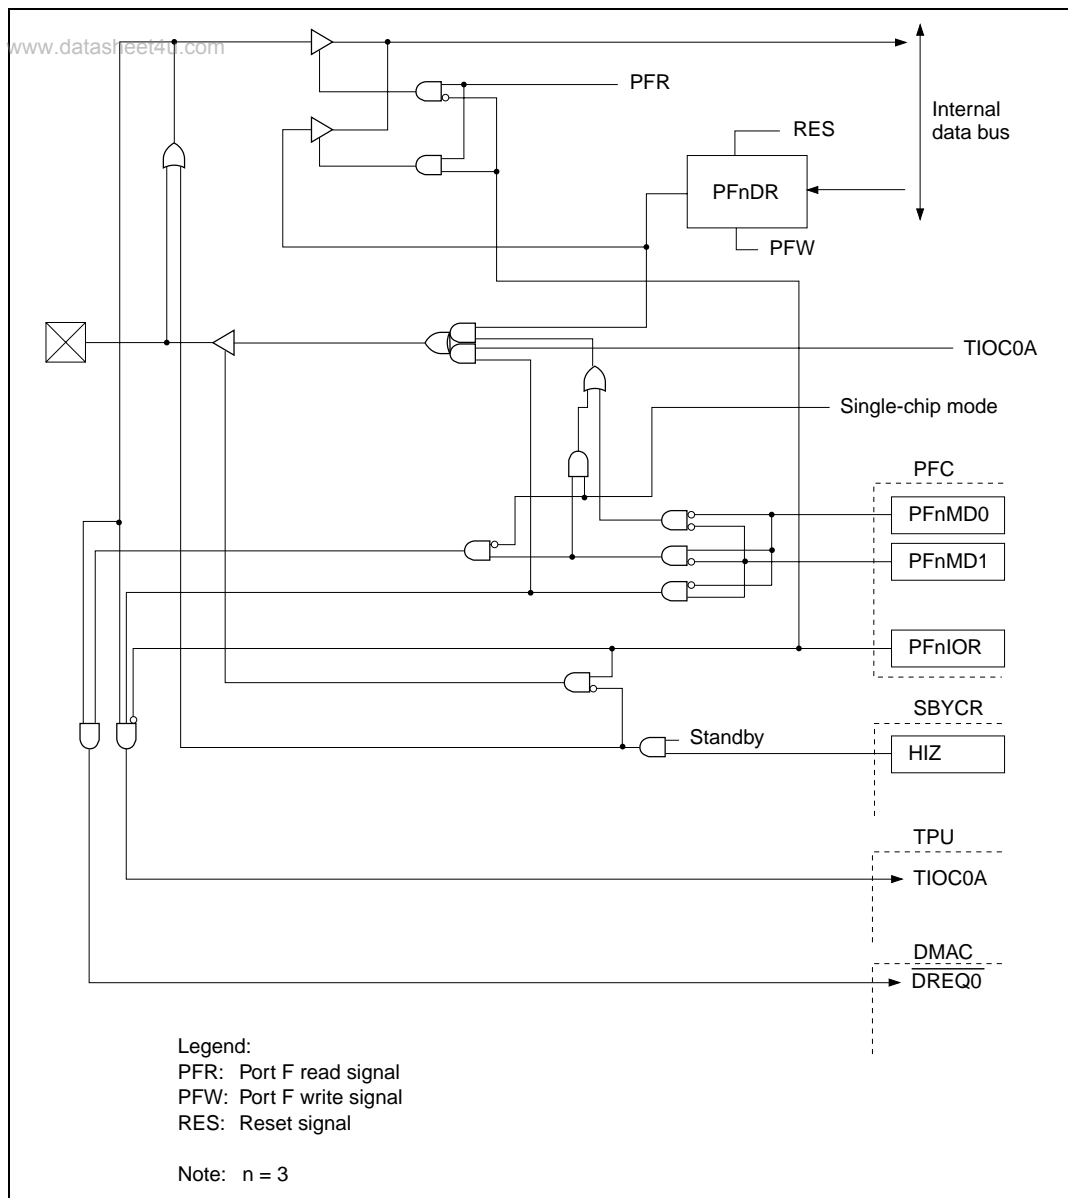 www.datasheet4u.com
PFR
Internal
data bus
RES
PFnDR
PFW
TIOC0A
Single-chip mode
PFC
PFnMD0
PFnMD1
PFnIOR
SBYCR
Standby
HIZ
TPU
TIOC0A
DMAC
DREQ0
Legend:
PFR: Port F read signal
PFW: Port F write signal
RES: Reset signal
Note: n = 3